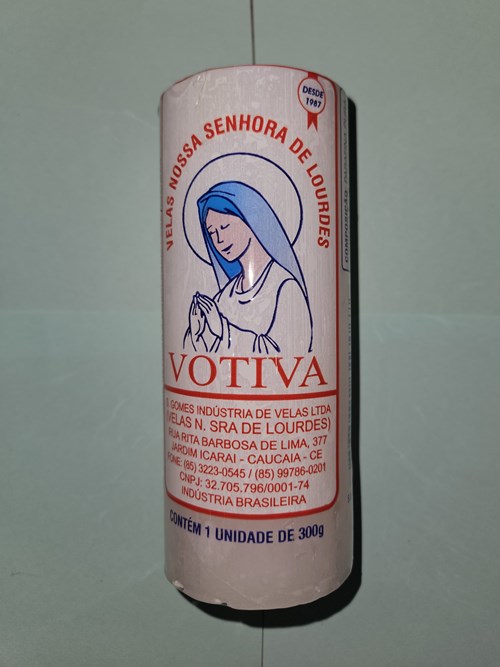 DESDE
1987
VELAS NOSSA SENHORA DE LOURDES
VOTIVA
GOMES INDÚSTRIA DE VELAS LTDA
(VELAS N. SRA DE LOURDES)
RUA RITA BARBOSA DE LIMA, 377
JARDIM ICARAI - CAUCAIA - CE
FONE: (85) 3223-0545 / (85) 99786-0201
CNPJ: 32.705.796/0001-74
INDÚSTRIA BRASILEIRA
CONTÉM 1 UNIDADE DE 300g
COMPOSIÇÃO: